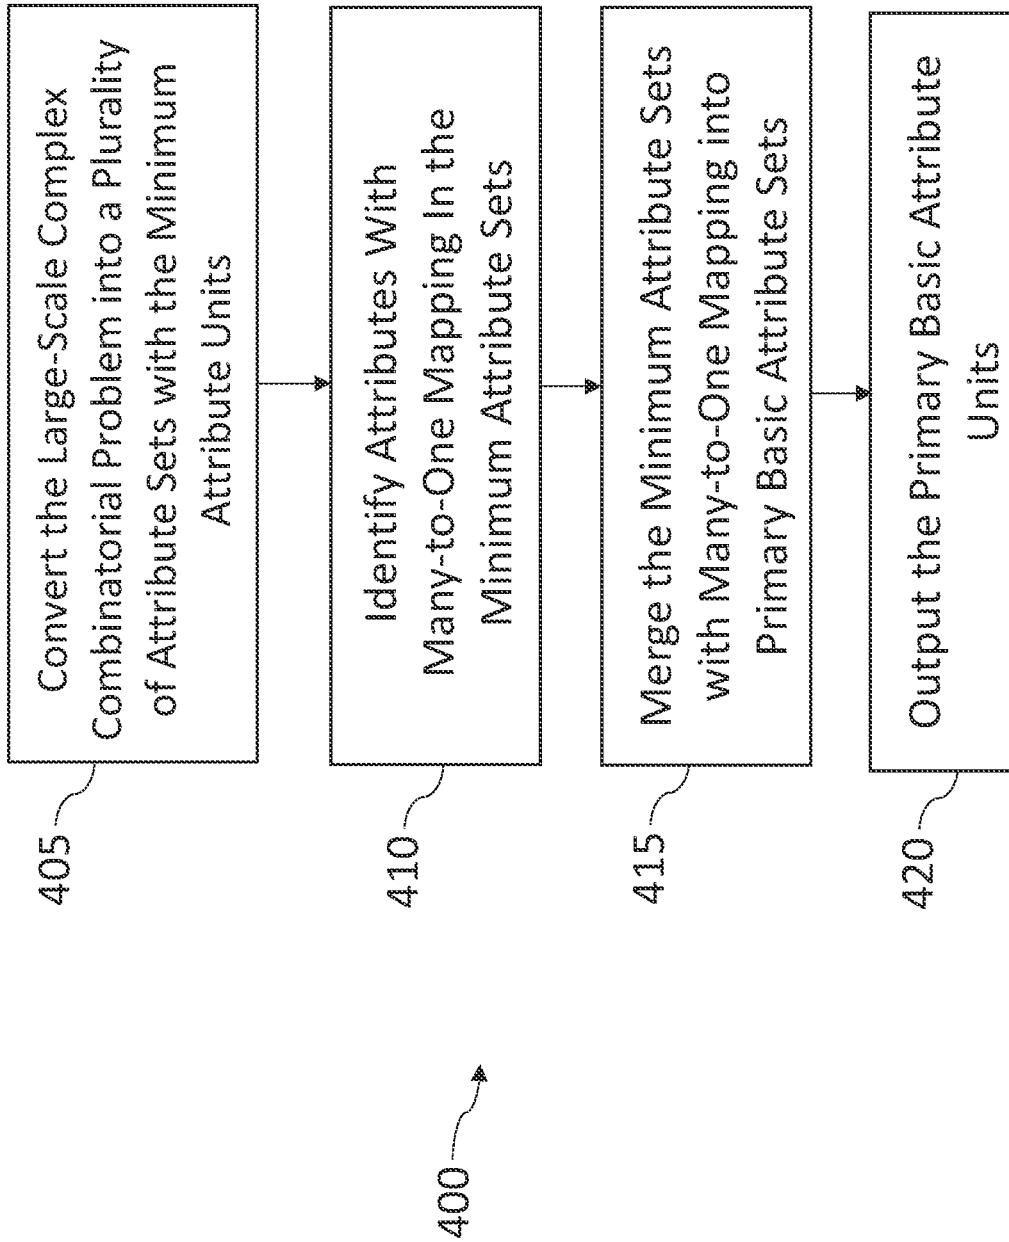 400
405
Convert the Large-Scale Complex
Combinatorial Problem into a Plurality
of Attribute Sets with the Minimum
Attribute Units
410
Identify Attributes With
Many-to-One Mapping In the
Minimum Attribute Sets
415
Merge the Minimum Attribute Sets
with Many-to-One Mapping into
Primary Basic Attribute Sets
420
Output the Primary Basic Attribute
Units